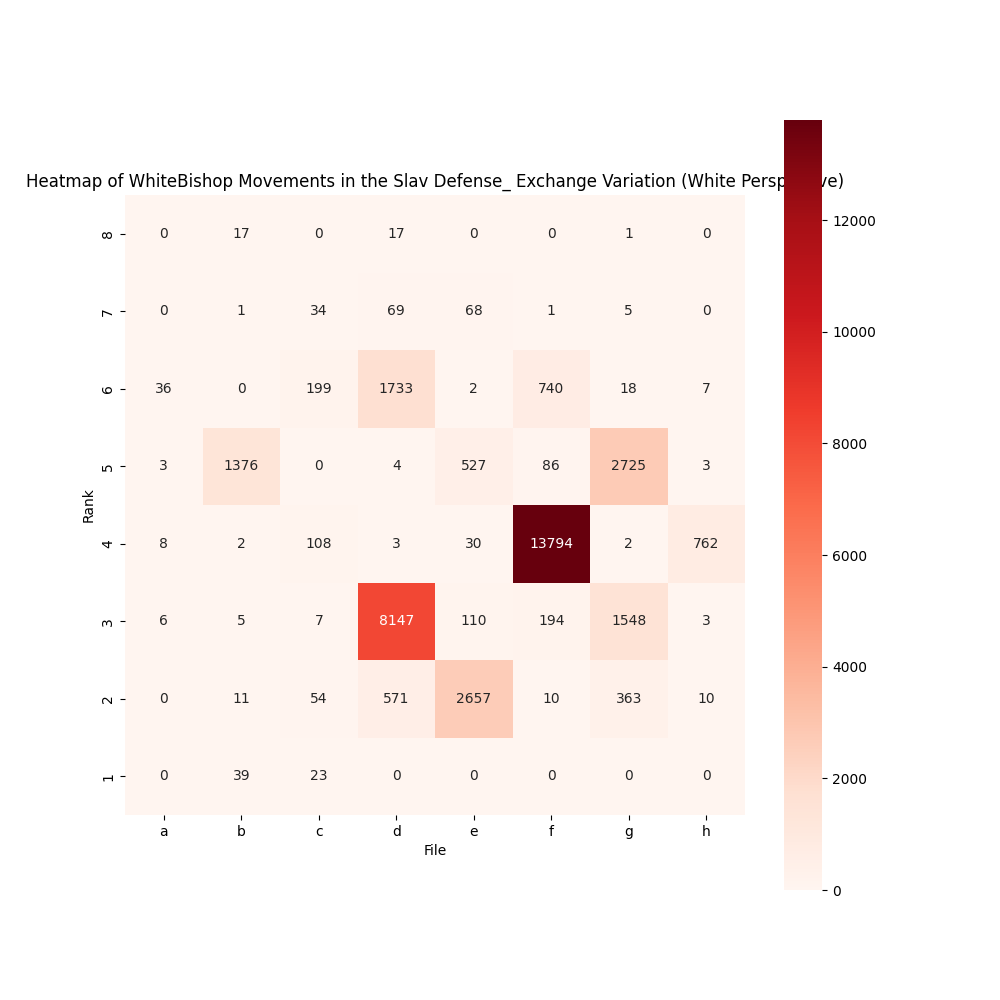 Heatmap of WhiteBishop Movements in the Slav Defense_ Exchange Variation (White Perspective)
8 0 17 0 17 0 0 1 0
7 0 1 34 69 68 1 5 0
6 36 0 199 1733 2 740 18 7
5 3 1376 0 4 527 86 2725 3
Rank
4 8 2 108 3 30 13794 2 762
3 6 5 7 8147 110 194 1548 3
2 0 11 54 571 2657 10 363 10
1 0 39 23 0 0 0 0 0
a b c d e f g h
File
12000
10000
8000
6000
4000
2000
0